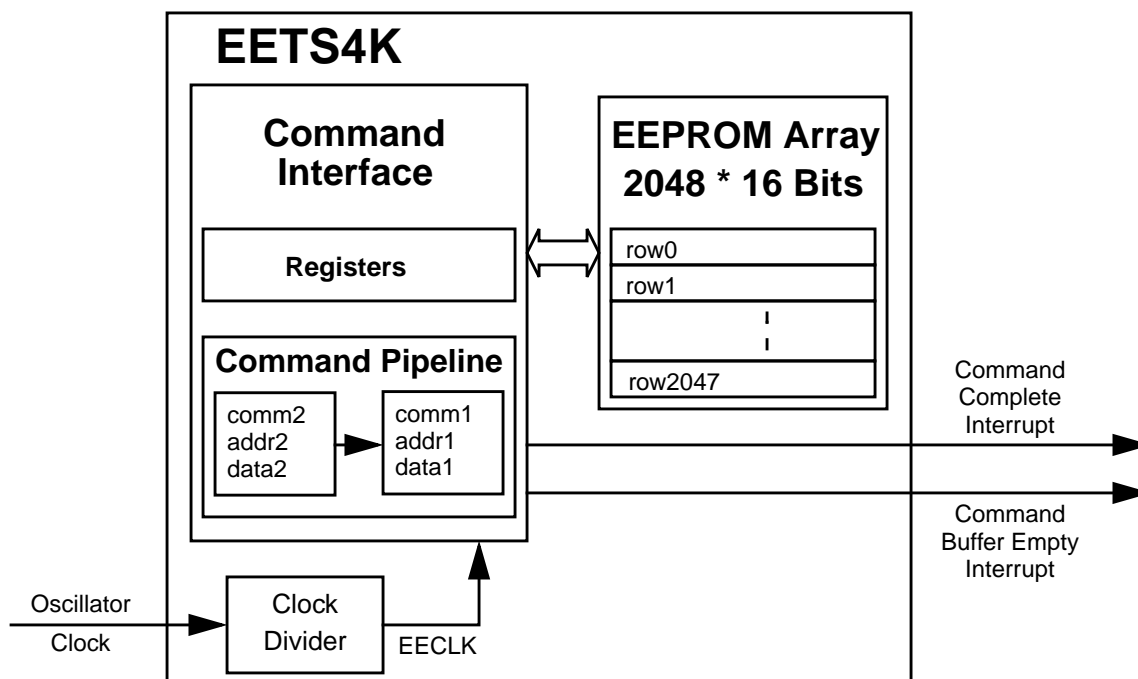 EETS4K
Command
Interface
Registers
Command Pipeline
comm2
addr2
data2
comm1
addr1
data1
EEPROM Array
2048 * 16 Bits
row0
row1
row2047
Command
Complete
Interrupt
Command
Buffer Empty
Interrupt
Oscillator
Clock
Clock
Divider
EECLK